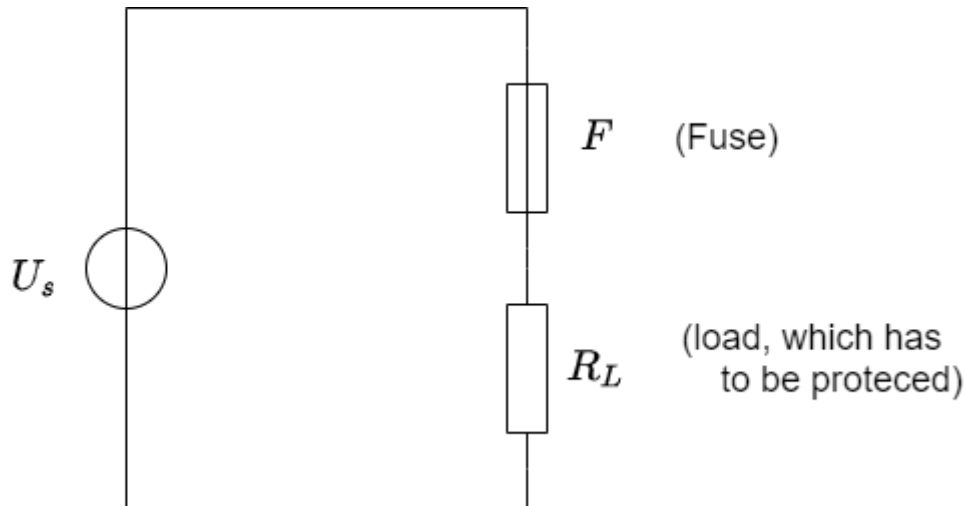 F (Fuse)
U_s
R_L (load, which has
to be proteced)